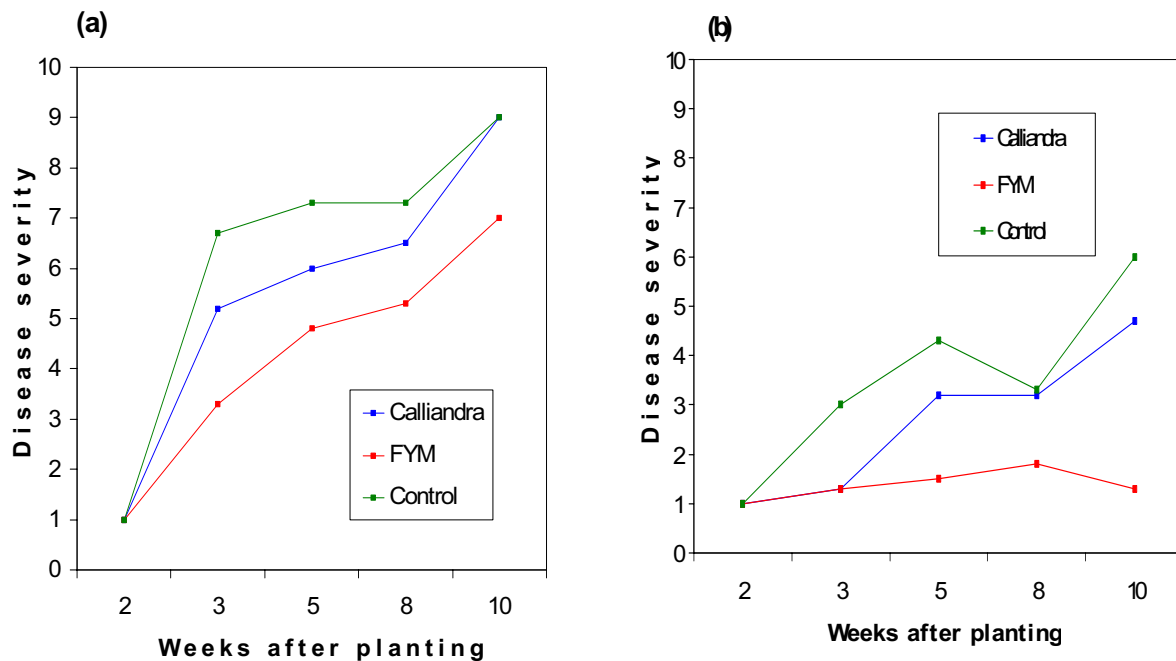 (a)
10
9
8
7
6
5
4
3
2
1
0
Disease severity
Calliandra
FYM
Control
2 3 5 8 10
Weeks after planting
(b)
10
9
8
7
6
5
4
3
2
1
0
Disease severity
Calliandra
FYM
Control
2 3 5 8 10
Weeks after planting